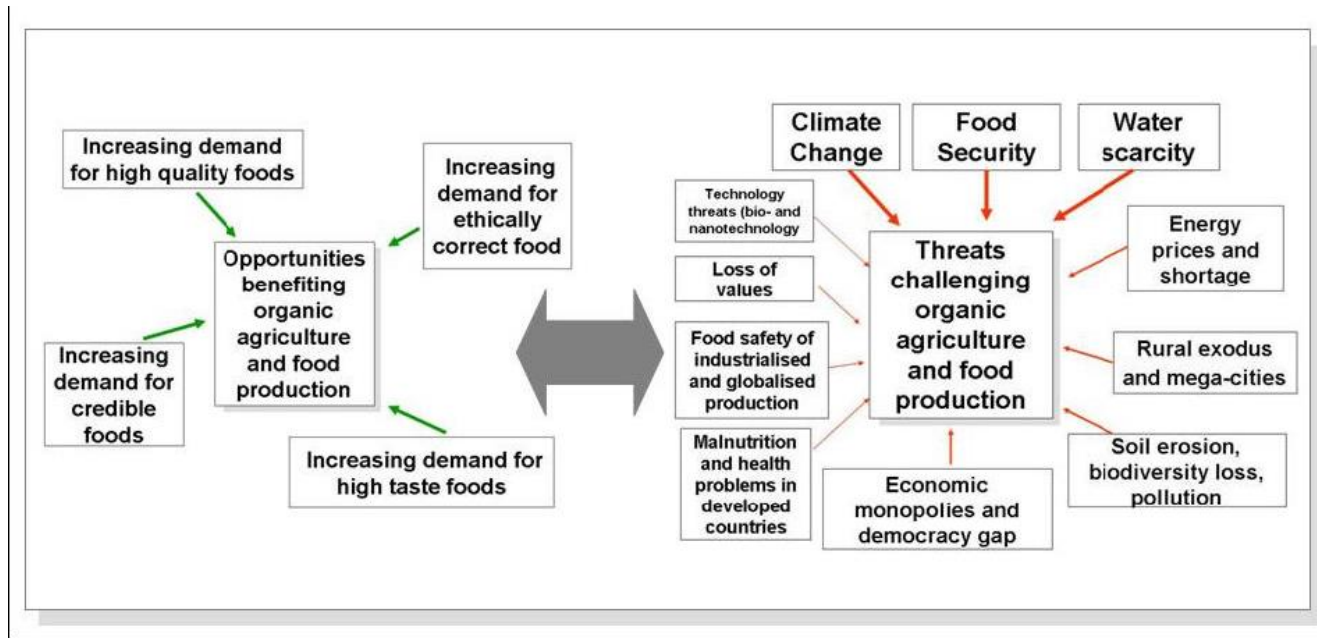 Increasing demand
for high quality foods
Increasing
demand for
ethically
correct food
Opportunities
benefiting
organic
agriculture
and food
production
Increasing
demand for
credible
foods
Increasing demand for
high taste foods
Climate
Change
Food
Security
Water
scarcity
Technology
threats (bio- and
nanotechnology
Loss of
values
Food safety of
industrialised
and globalised
production
Malnutrition
and health
problems in
developed
countries
Threats
challenging
organic
agriculture
and food
production
Economic
monopolies and
democracy gap
Energy
prices and
shortage
Rural exodus
and mega-cities
Soil erosion,
biodiversity loss,
pollution